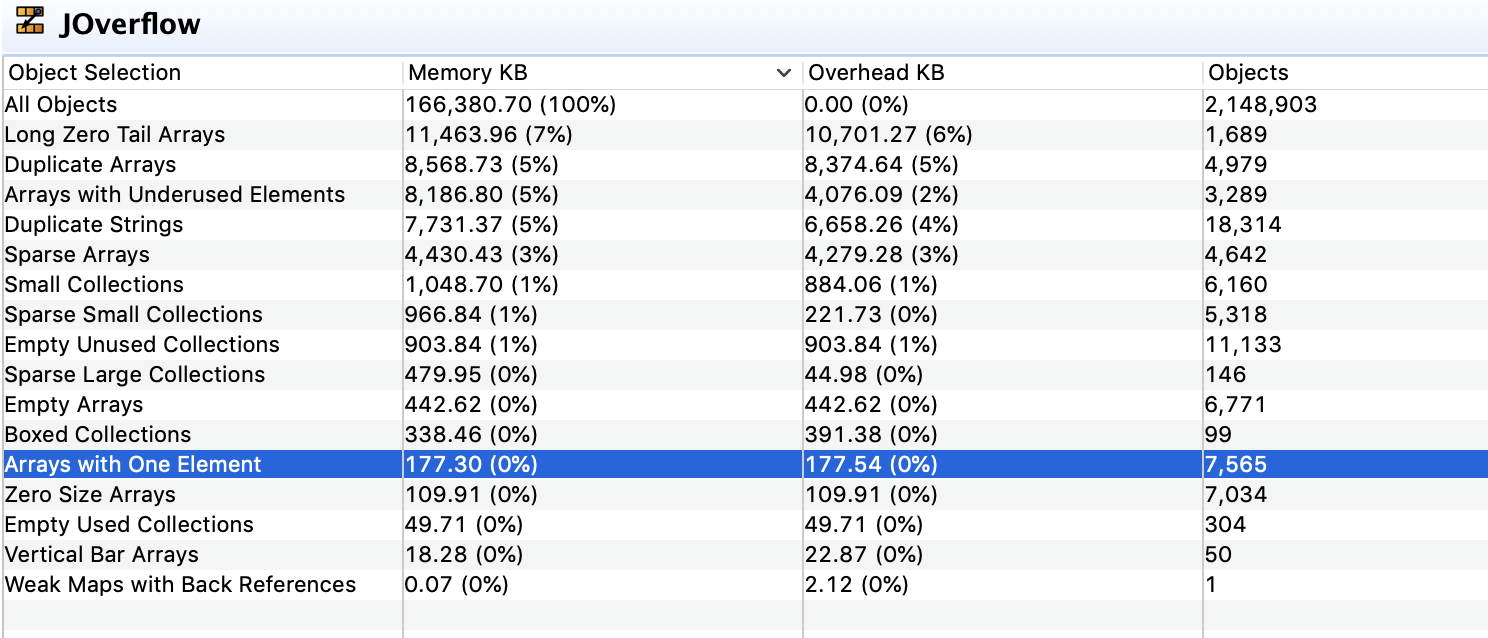 JOverflow
Object Selection Memory KB Overhead KB Objects
All Objects 166,380.70 (100%) 0.00 (0%) 2,148,903
Long Zero Tail Arrays 11,463.96 (7%) 10,701.27 (6%) 1,689
Duplicate Arrays 8,568.73 (5%) 8,374.64 (5%) 4,979
Arrays with Underused Elements 8,186.80 (5%) 4,076.09 (2%) 3,289
Duplicate Strings 7,731.37 (5%) 6,658.26 (4%) 18,314
Sparse Arrays 4,430.43 (3%) 4,279.28 (3%) 4,642
Small Collections 1,048.70 (1%) 884.06 (1%) 6,160
Sparse Small Collections 966.84 (1%) 221.73 (0%) 5,318
Empty Unused Collections 903.84 (1%) 903.84 (1%) 11,133
Sparse Large Collections 479.95 (0%) 44.98 (0%) 146
Empty Arrays 442.62 (0%) 442.62 (0%) 6,771
Boxed Collections 338.46 (0%) 391.38 (0%) 99
Arrays with One Element 177.30 (0%) 177.54 (0%) 7,565
Zero Size Arrays 109.91 (0%) 109.91 (0%) 7,034
Empty Used Collections 49.71 (0%) 49.71 (0%) 304
Vertical Bar Arrays 18.28 (0%) 22.87 (0%) 50
Weak Maps with Back References 0.07 (0%) 2.12 (0%) 1